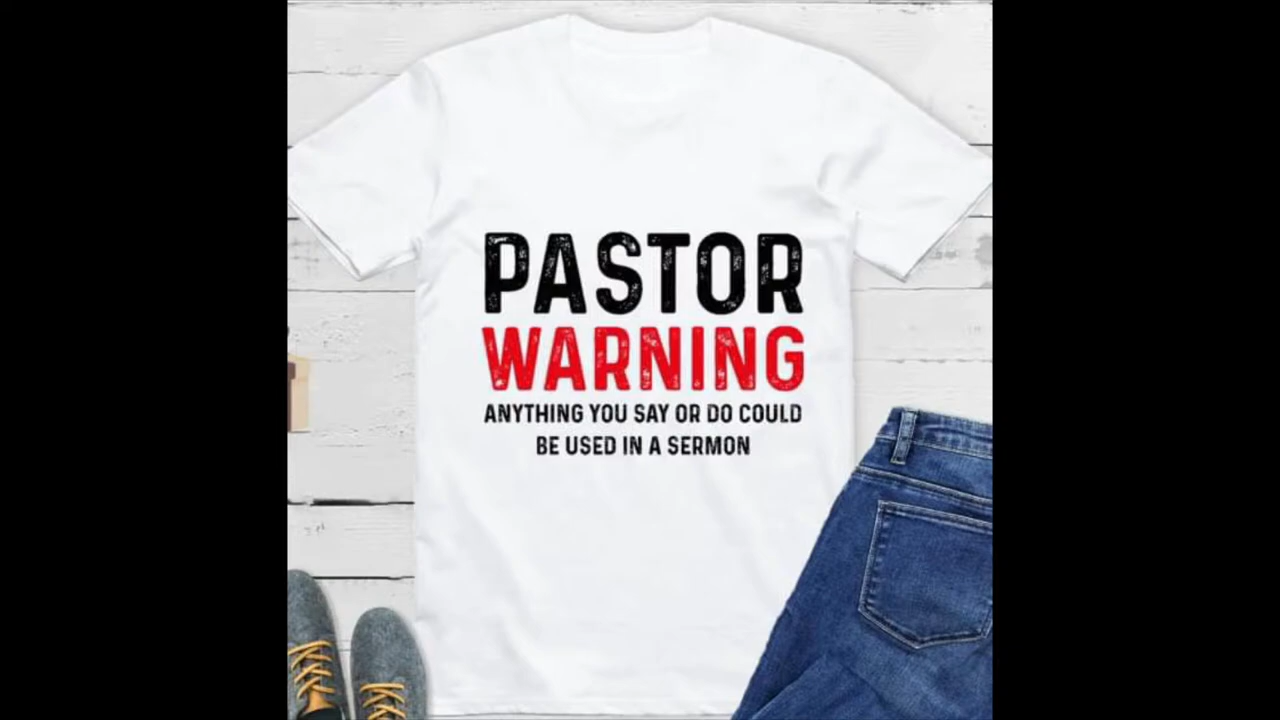 PASTOR
WARNING
ANYTHING YOU SAY OR DO COULD
BE USED IN A SERMON